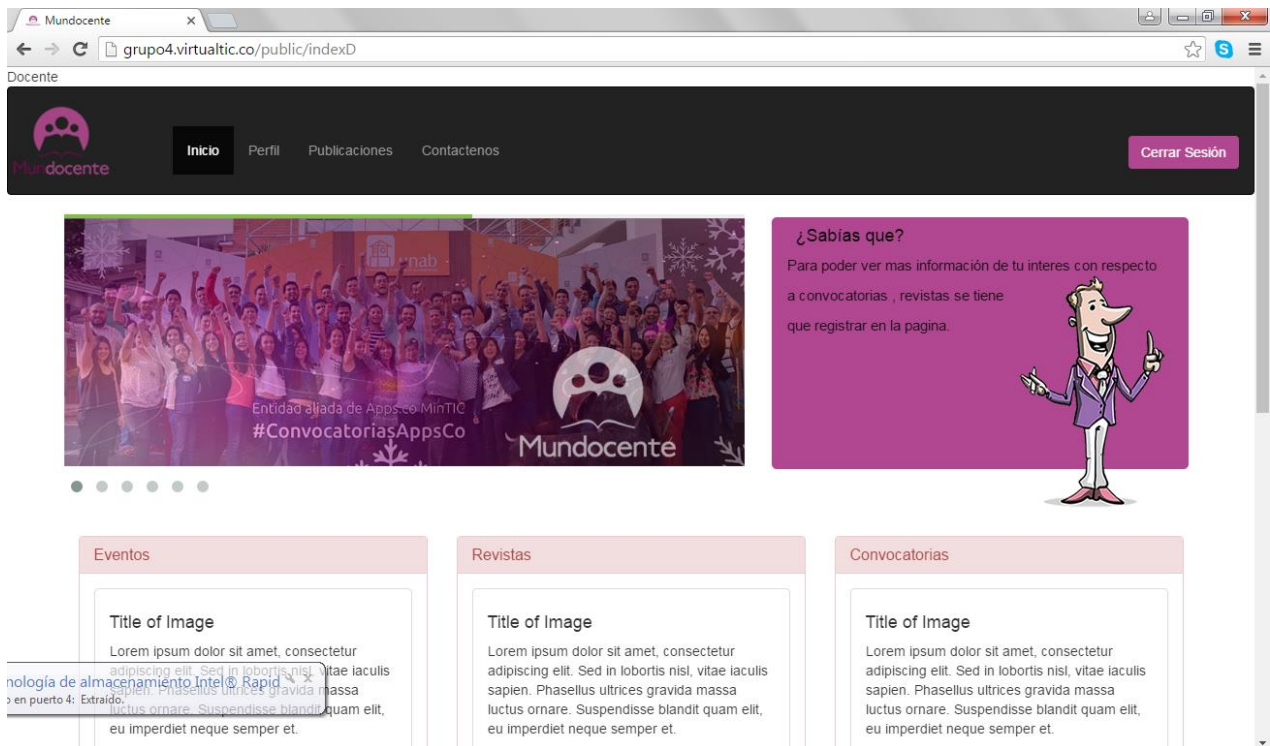 Mundocente
grupo4.virtualtic.co/public/indexD
Docente
Mundocente
Inicio
Perfil
Publicaciones
Contactenos
Cerrar Sesión
unab
Entidad aliada de Apps.co MinTIC
#ConvocatoriasAppsCo
Mundocente
¿Sabías que?
Para poder ver mas información de tu interes con respecto
a convocatorias , revistas se tiene
que registrar en la pagina.
Eventos
Title of Image
Lorem ipsum dolor sit amet, consectetur
adipiscing elit. Sed in lobortis nisl, vitae iaculis
sapien. Phasellus ultrices gravida massa
luctus ornare. Suspendisse blandit quam elit,
eu imperdiet neque semper et.
Revistas
Title of Image
Lorem ipsum dolor sit amet, consectetur
adipiscing elit. Sed in lobortis nisl, vitae iaculis
sapien. Phasellus ultrices gravida massa
luctus ornare. Suspendisse blandit quam elit,
eu imperdiet neque semper et.
Convocatorias
Title of Image
Lorem ipsum dolor sit amet, consectetur
adipiscing elit. Sed in lobortis nisl, vitae iaculis
sapien. Phasellus ultrices gravida massa
luctus ornare. Suspendisse blandit quam elit,
eu imperdiet neque semper et.
nología de almacenamiento Intel® Rapid
o en puerto 4: Extraído.